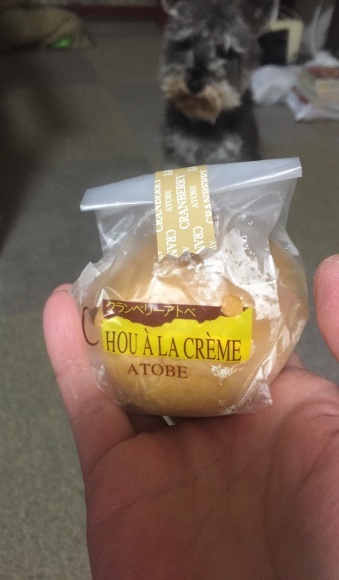 CRANBERRY
ATOBE
CRANBERRY
クランベリーアトベ
CHOU À LA CRÈME
ATOBE